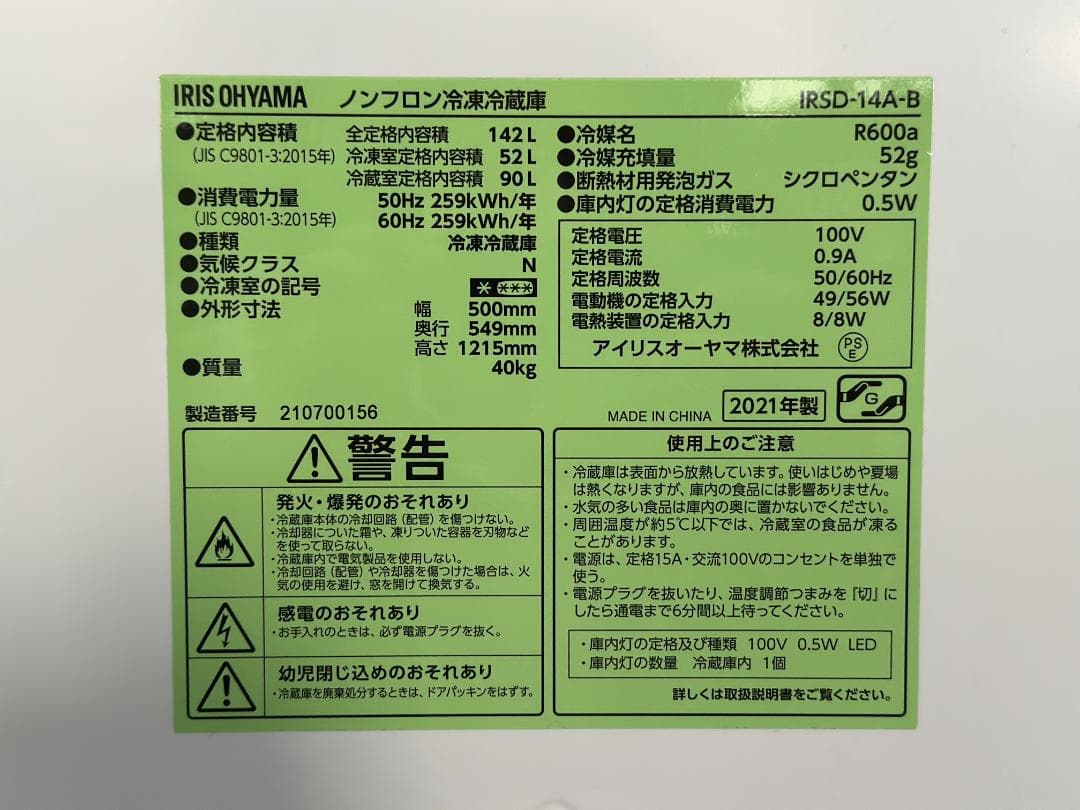 IRIS OHYAMA ノンフロン冷凍冷蔵庫 IRSD-14A-B
●定格内容積 全定格内容積 142L
(JIS C9801-3:2015年) 冷凍室定格内容積 52L
冷蔵室定格内容積 90L
●消費電力量 50Hz 259kWh/年
(JIS C9801-3:2015年) 60Hz 259kWh/年
●種類 冷凍冷蔵庫
●気候クラス N
●冷凍室の記号
●外形寸法 幅 500mm
奥行 549mm
高さ 1215mm
●質量 40kg
●冷媒名 R600a
●冷媒充填量 52g
●断熱材用発泡ガス シクロペンタン
●庫内灯の定格消費電力 0.5W
定格電圧 100V
定格電流 0.9A
定格周波数 50/60Hz
電動機の定格入力 49/56W
電熱装置の定格入力 8/8W
アイリスオーヤマ株式会社 PSE
製造番号 210700156
MADE IN CHINA 2021年製 G
警告
発火・爆発のおそれあり
・冷蔵庫本体の冷却回路（配管）を傷つけない。
・冷却器についた霜や、凍りついた容器を刃物など
を使って取らない。
・冷蔵庫内で電気製品を使用しない。
・冷却回路（配管）や冷却器を傷つけた場合は、火
気の使用を避け、窓を開けて換気する。
感電のおそれあり
・お手入れのときは、必ず電源プラグを抜く。
幼児閉じ込めのおそれあり
・冷蔵庫を廃棄処分するときは、ドアパッキンをはずす。
使用上のご注意
・冷蔵庫は表面から放熱しています。使いはじめや夏場
は熱くなりますが、庫内の食品には影響ありません。
・水気の多い食品は庫内の奥に置かないでください。
・周囲温度が約5℃以下では、冷蔵室の食品が凍る
ことがあります。
・電源は、定格15A・交流100Vのコンセントを単独で
使う。
・電源プラグを抜いたり、温度調節つまみを『切』に
したら通電まで6分間以上待ってください。
・庫内灯の定格及び種類 100V 0.5W LED
・庫内灯の数量 冷蔵庫内 1個
詳しくは取扱説明書をご覧ください。